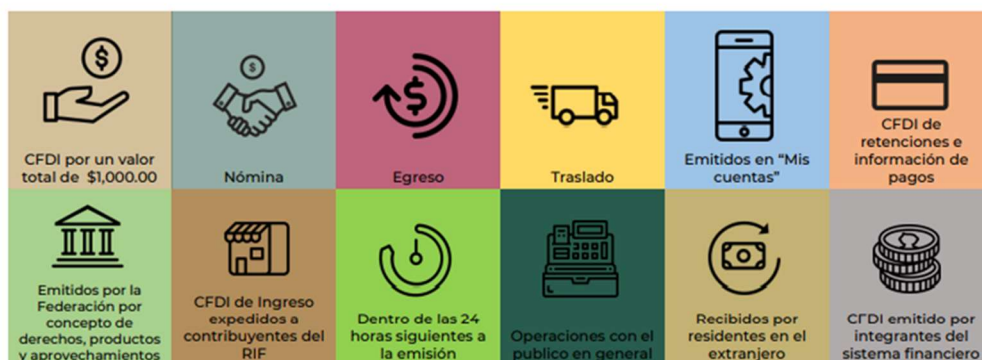 $
CFDI por un valor
total de $1,000.00
$
Nómina
$
Egreso
Traslado
Emitidos en “Mis
cuentas”
CFDI de
retenciones e
información de
pagos
Emitidos por la
Federación por
concepto de
derechos, productos
y aprovechamientos
CFDI de Ingreso
expedidos a
contribuyentes del
RIF
Dentro de las 24
horas siguientes a
la emisión
Operaciones con el
publico en general
Recibidos por
residentes en el
extranjero
CFDI emitido por
integrantes del
sistema financiero